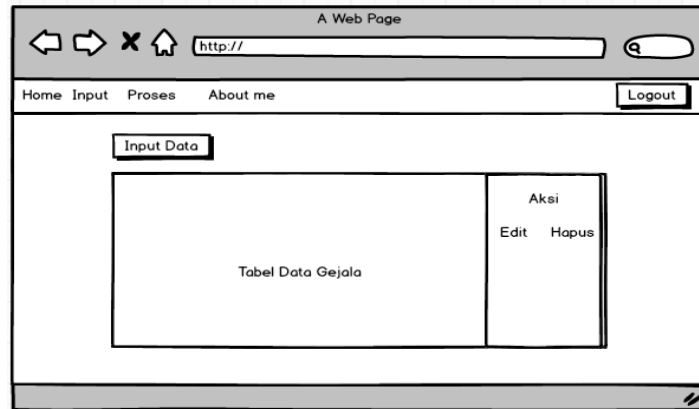 A Web Page
http://
Home Input Proses About me Logout
Input Data
Aksi
Edit Hapus
Tabel Data Gejala